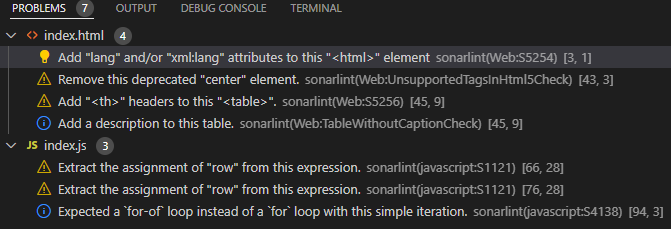 PROBLEMS 7 OUTPUT DEBUG CONSOLE TERMINAL
<> index.html 4
Add "lang" and/or "xml:lang" attributes to this "<html>" element sonarlint(Web:S5254) [3, 1]
Remove this deprecated "center" element. sonarlint(Web:UnsupportedTagsInHtml5Check) [43, 3]
Add "<th>" headers to this "<table>". sonarlint(Web:S5256) [45, 9]
Add a description to this table. sonarlint(Web:TableWithoutCaptionCheck) [45, 9]
JS index.js 3
Extract the assignment of "row" from this expression. sonarlint(javascript:S1121) [66, 28]
Extract the assignment of "row" from this expression. sonarlint(javascript:S1121) [76, 28]
Expected a `for-of` loop instead of a `for` loop with this simple iteration. sonarlint(javascript:S4138) [94, 3]